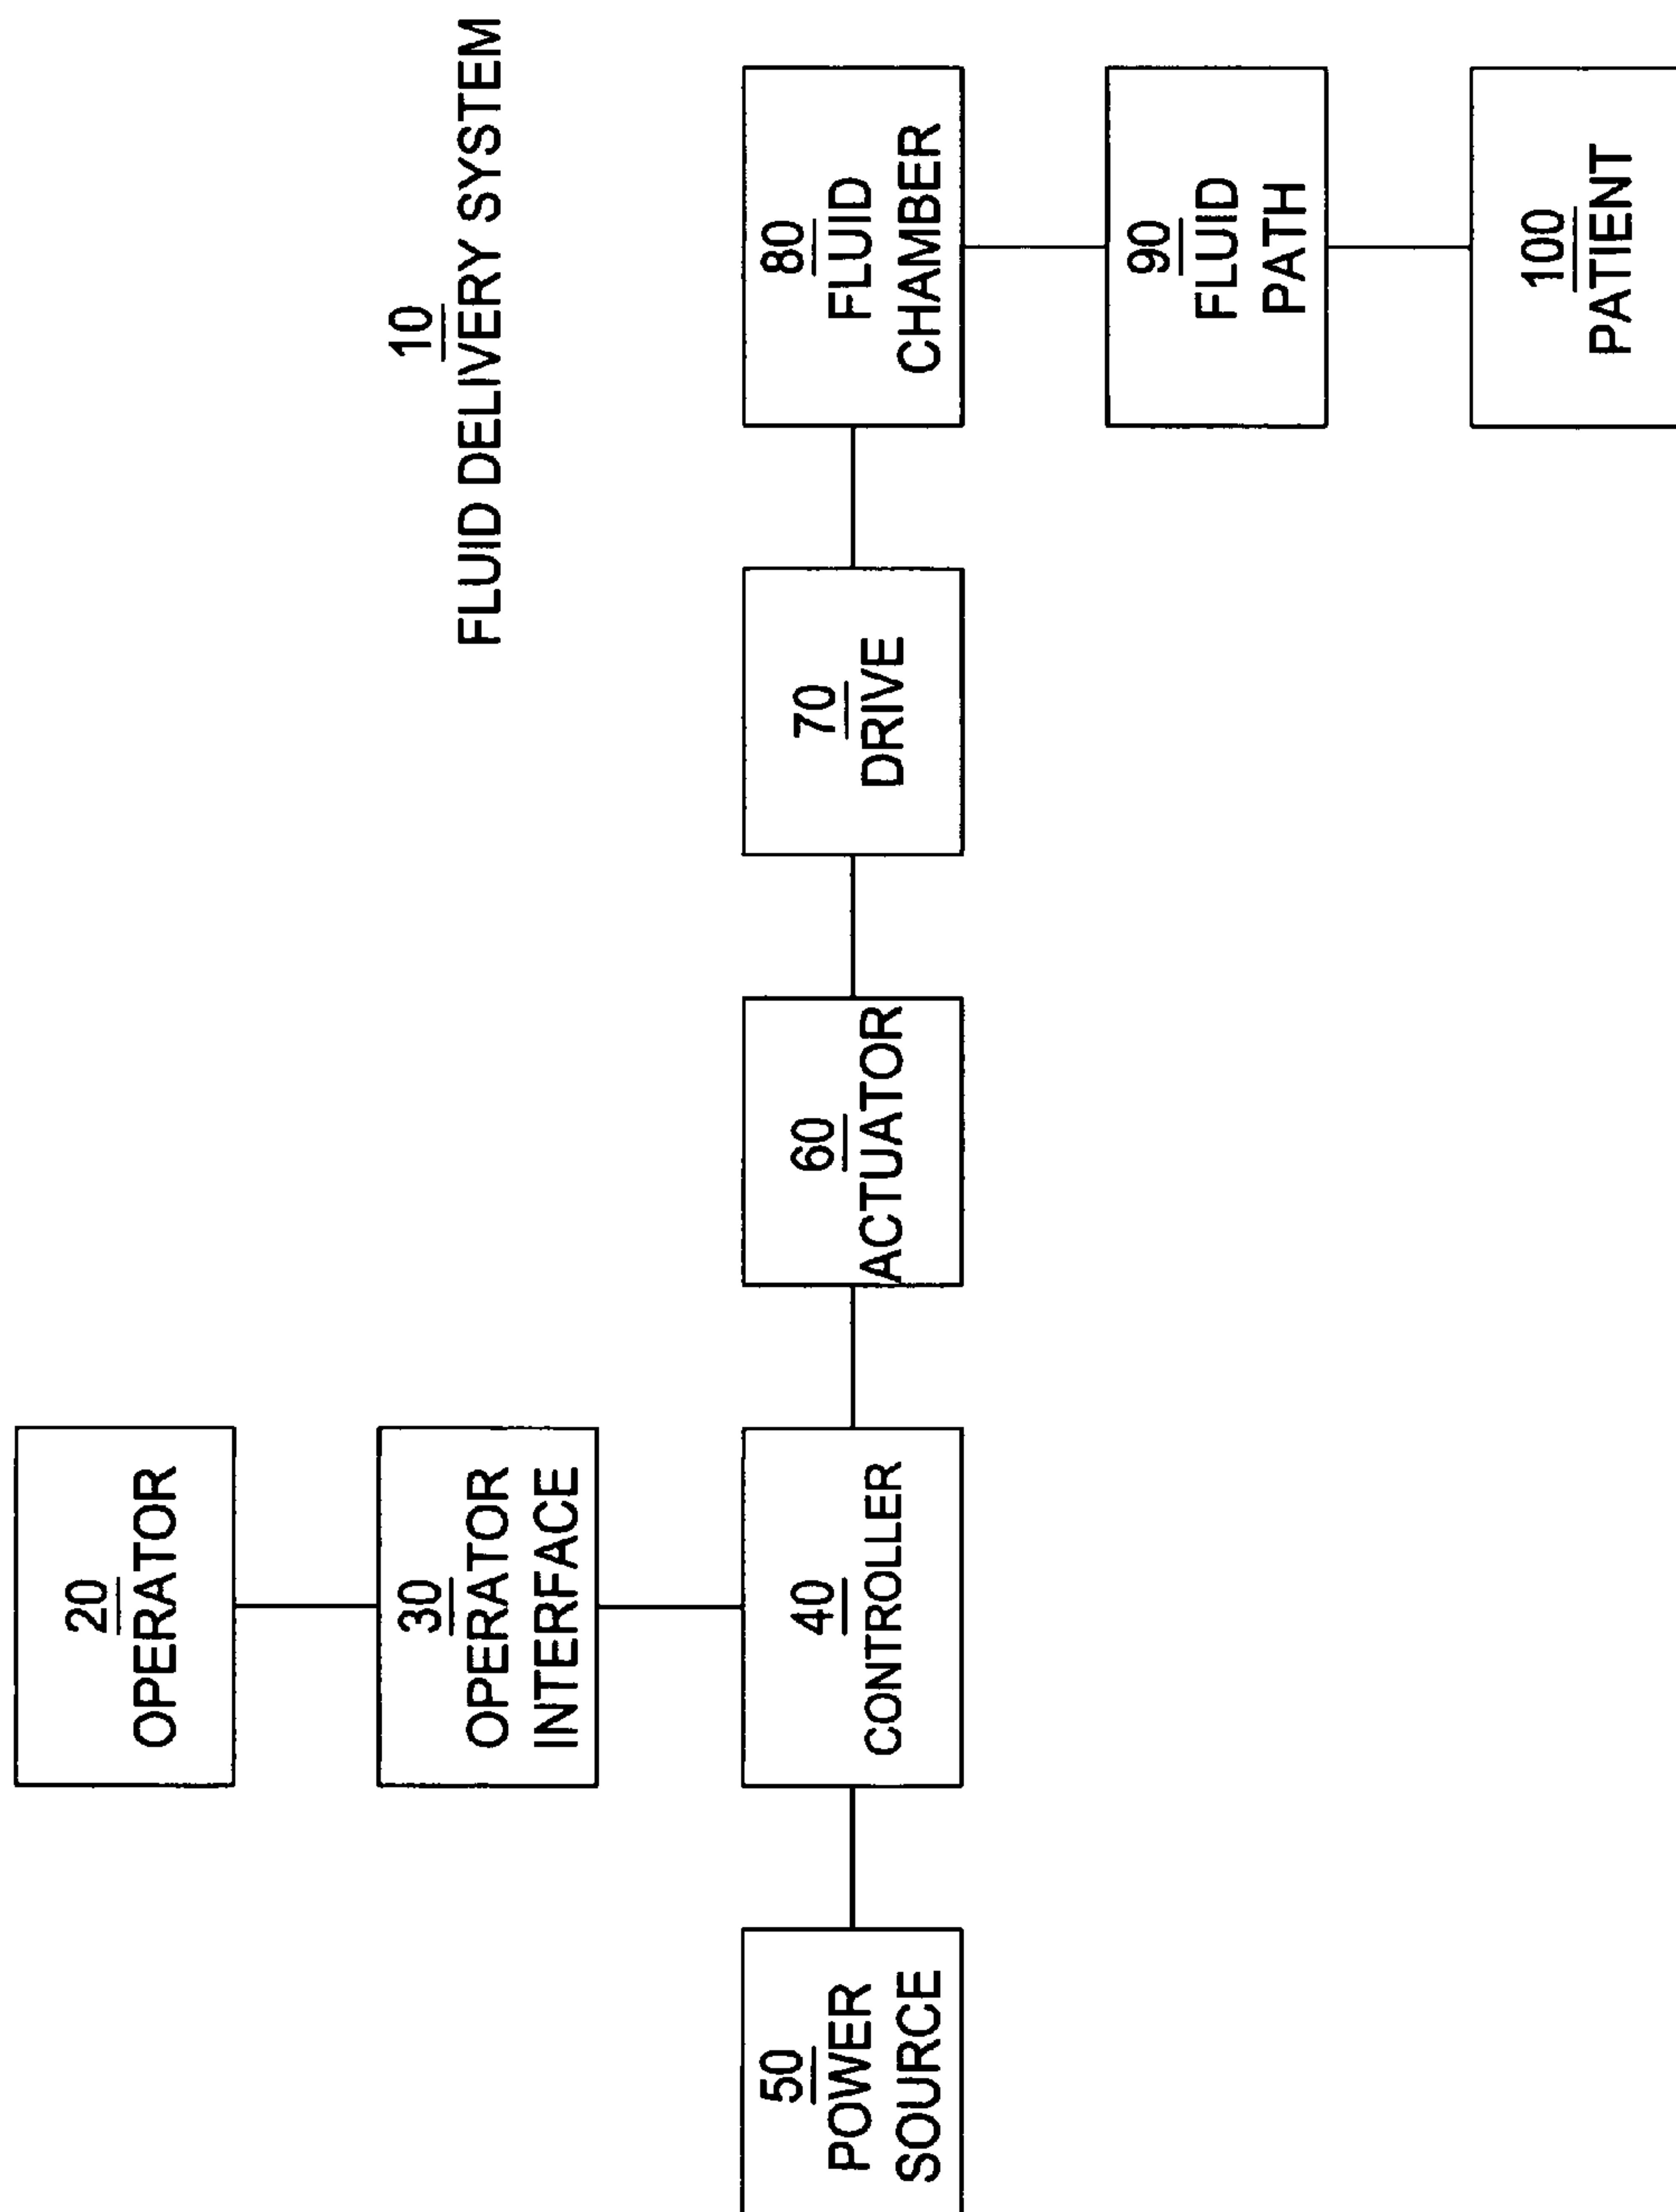 10
FLUID DELIVERY SYSTEM
20
OPERATOR
30
OPERATOR
INTERFACE
50
POWER
SOURCE
40
CONTROLLER
60
ACTUATOR
70
DRIVE
80
FLUID
CHAMBER
90
FLUID
PATH
100
PATIENT